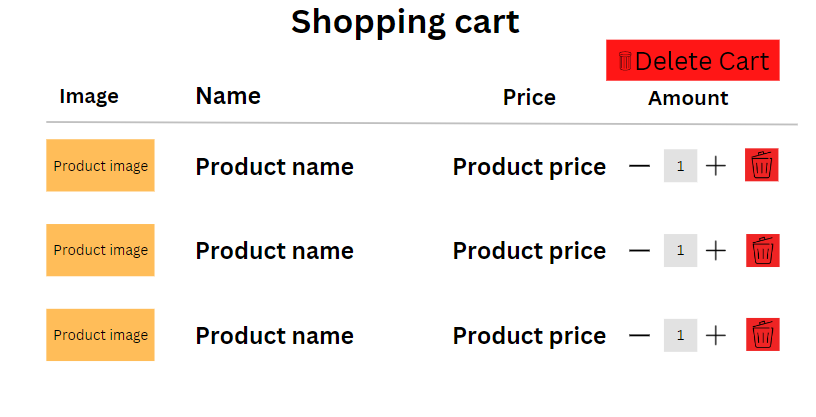 Shopping cart
Delete Cart
Image Name Price Amount
Product image Product name Product price — 1 +
Product image Product name Product price — 1 +
Product image Product name Product price — 1 +